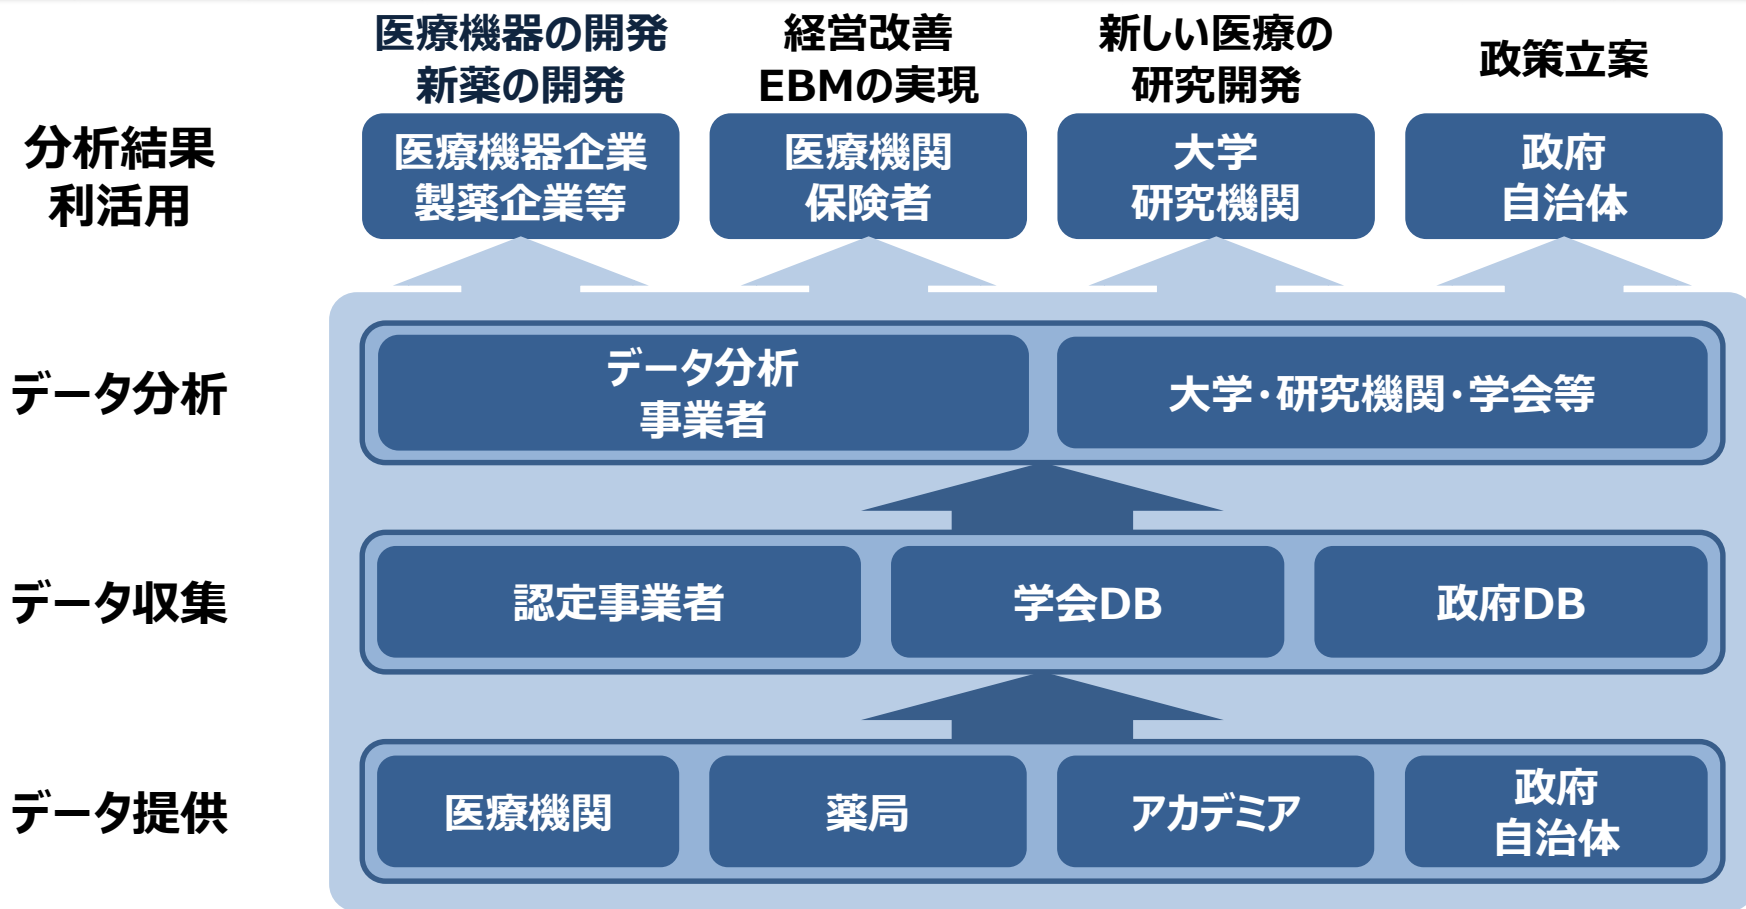 医療機器の開発
新薬の開発
経営改善
EBMの実現
新しい医療の
研究開発
政策立案
分析結果
利活用
医療機器企業
製薬企業等
医療機関
保険者
大学
研究機関
政府
自治体
データ分析
データ分析
事業者
大学・研究機関・学会等
データ収集
認定事業者
学会DB
政府DB
データ提供
医療機関
薬局
アカデミア
政府
自治体